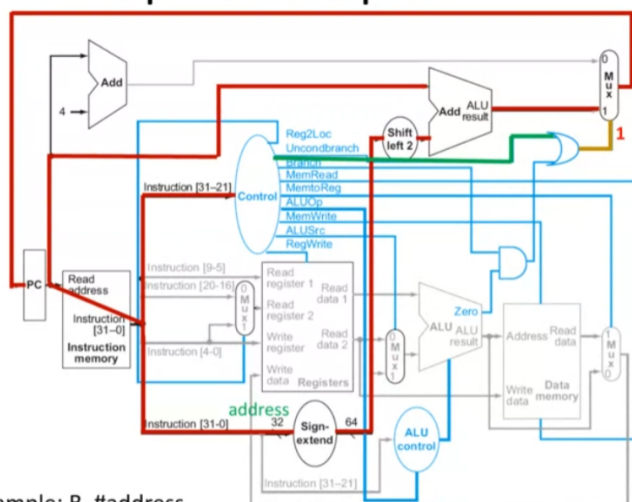 Add
4
0
M
u
x
1
1
Add ALU
result
Shift
left 2
Reg2Loc
Uncondbranch
Branch
MemRead
MemtoReg
ALUOp
MemWrite
ALUSrc
RegWrite
Control
Instruction [31–21]
PC
Read
address
Instruction
[31–0]
Instruction
memory
Instruction [9-5]
Instruction [20-16]
Instruction [4-0]
0
M
u
x
1
Read
register 1
Read
register 2
Write
register
Write
data
Read
data 1
Read
data 2
Registers
0
M
u
x
1
Zero
ALU ALU
result
Address
Read
data
Write
data
Data
memory
1
M
u
x
0
address
Instruction [31-0]
32
Sign-
extend
64
ALU
control
Instruction [31–21]
B #address